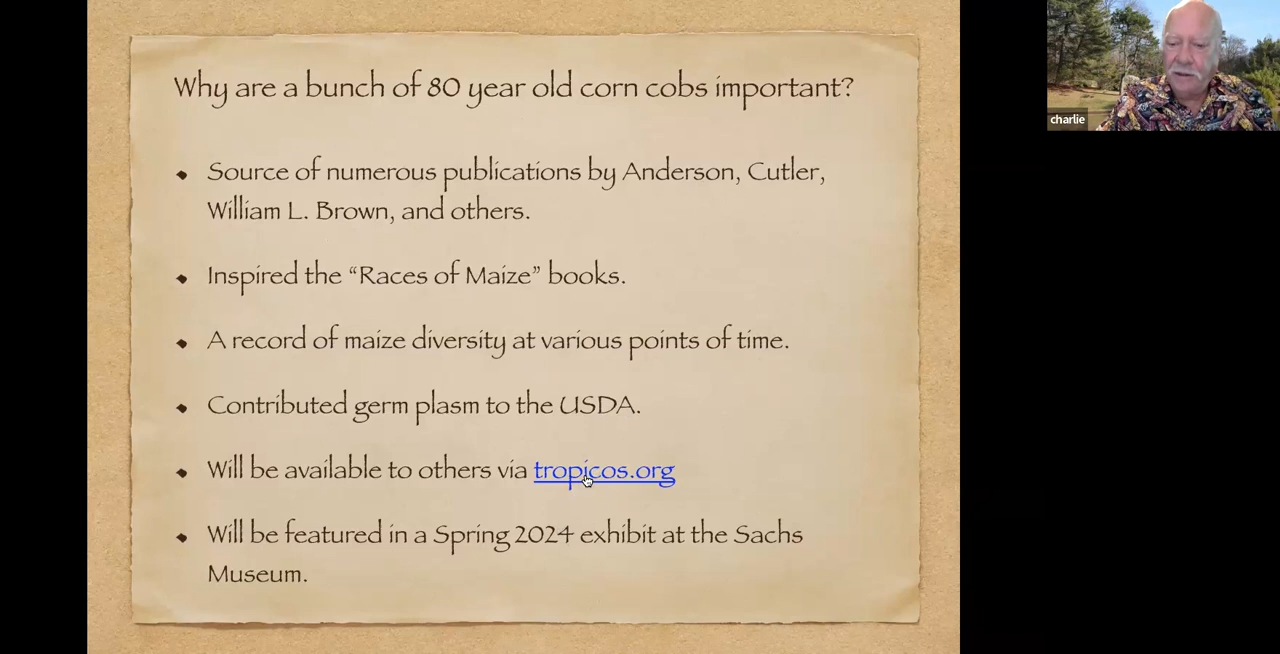 Why are a bunch of 80 year old corn cobs important?
Source of numerous publications by Anderson, Cutler,
William L. Brown, and others.
Inspired the “Races of Maize” books.
A record of maize diversity at various points of time.
Contributed germ plasm to the USDA.
Will be available to others via tropicos.org
Will be featured in a Spring 2024 exhibit at the Sachs
Museum.
charlie